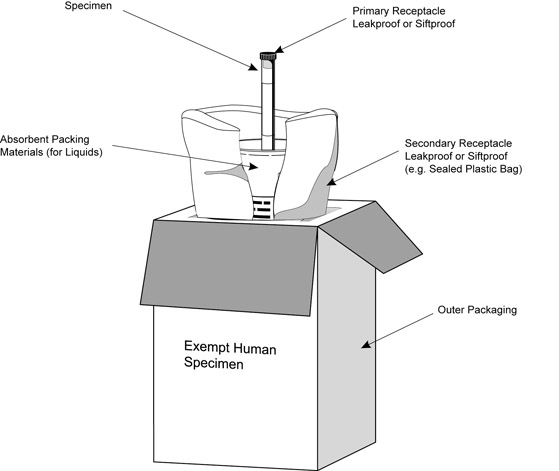 Specimen
Primary Receptacle
Leakproof or Siftproof
Absorbent Packing
Materials (for Liquids)
Secondary Receptacle
Leakproof or Siftproof
(e.g. Sealed Plastic Bag)
Outer Packaging
Exempt Human
Specimen